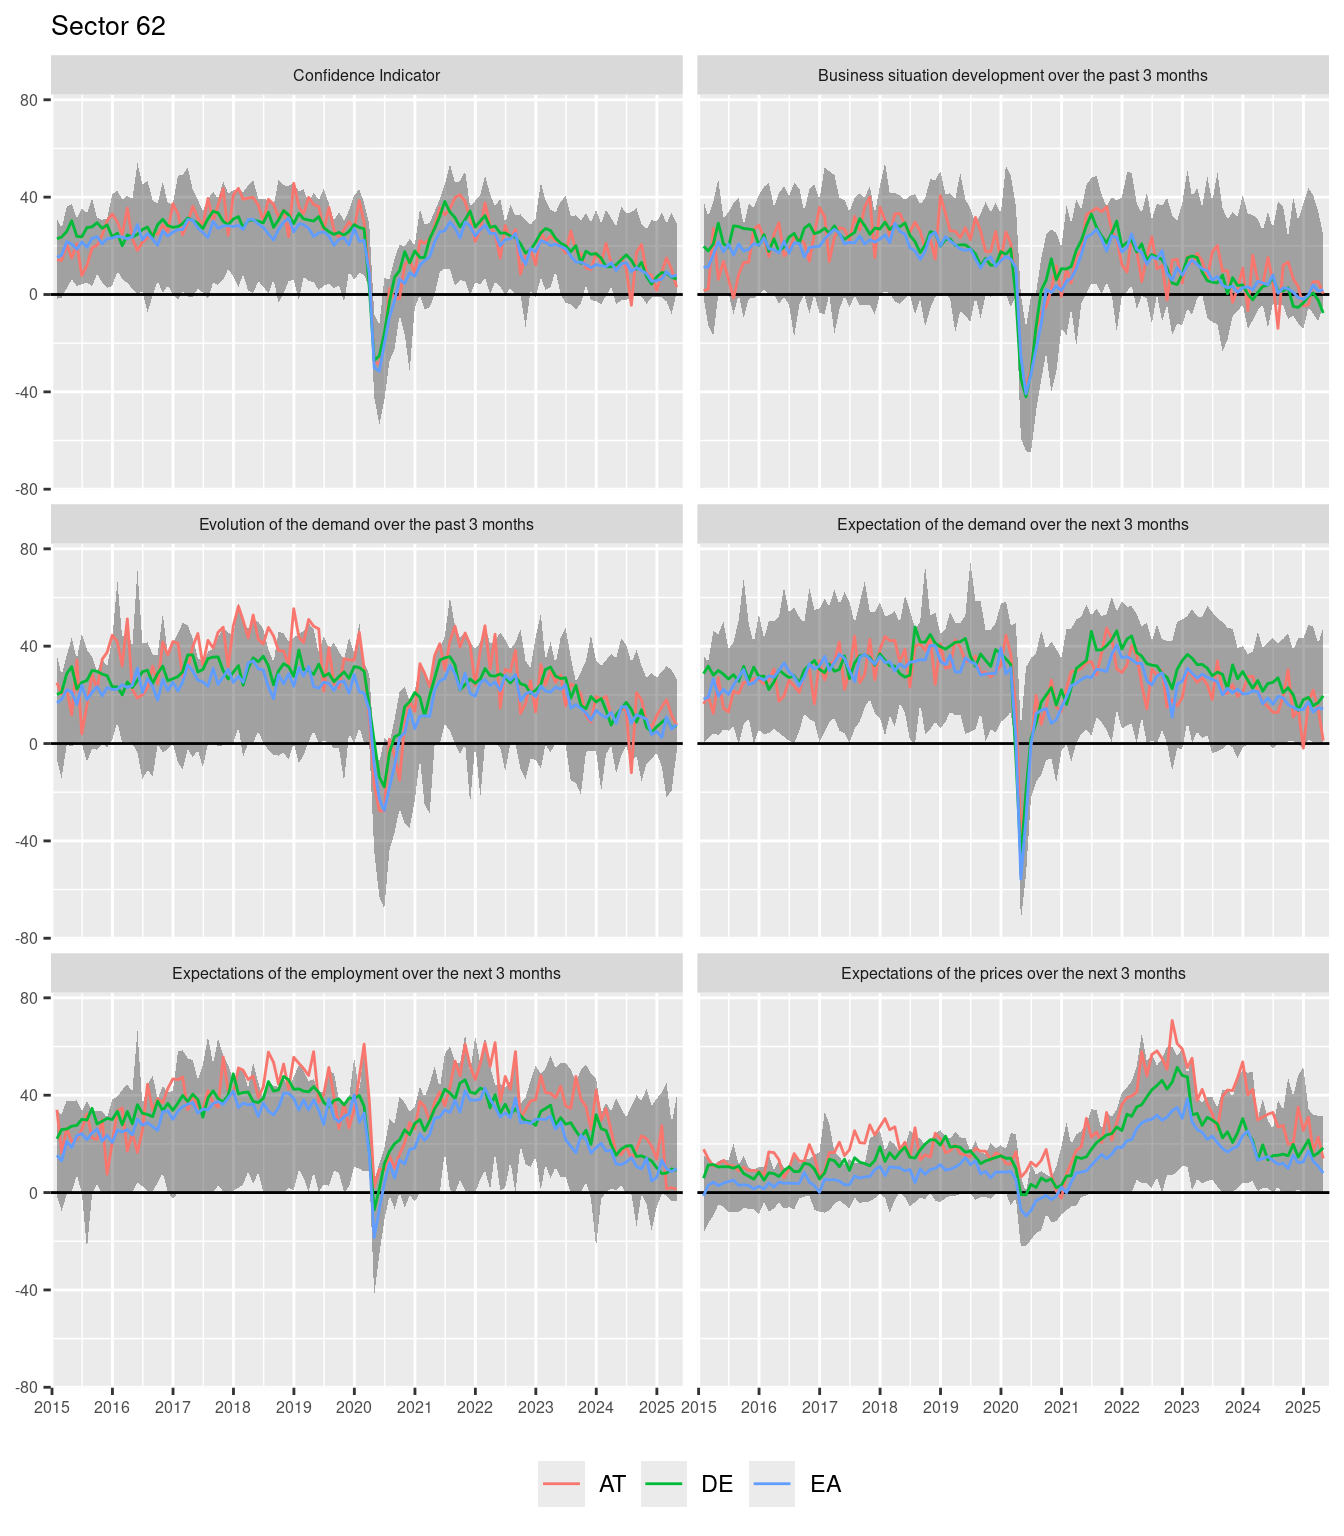 Sector 62
Confidence Indicator
Business situation development over the past 3 months
80
40
0
-40
-80
Evolution of the demand over the past 3 months
Expectation of the demand over the next 3 months
80
40
0
-40
-80
Expectations of the employment over the next 3 months
Expectations of the prices over the next 3 months
80
40
0
-40
-80
2015 2016 2017 2018 2019 2020 2021 2022 2023 2024 2025 2015 2016 2017 2018 2019 2020 2021 2022 2023 2024 2025
AT DE EA